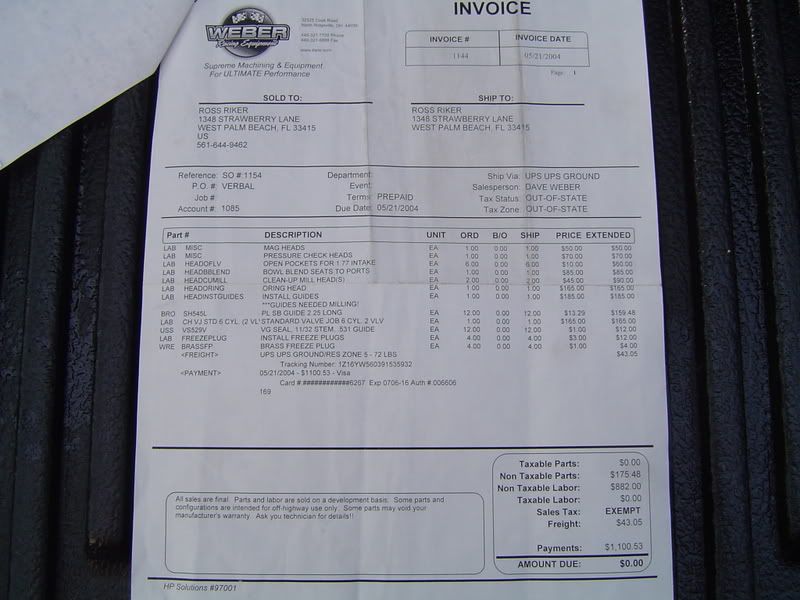 WEBER
Racing Equipment
Supreme Machining & Equipment
For ULTIMATE Performance
32525 Cook Road
North Ridgeville, OH 44039
Phone
Fax
INVOICE
INVOICE # INVOICE DATE
1144 05/21/2004
Page: 1
SOLD TO: SHIP TO:
ROSS RIKER ROSS RIKER
1348 STRAWBERRY LANE 1348 STRAWBERRY LANE
WEST PALM BEACH, FL 33415 WEST PALM BEACH, FL 33415
US
561-644-9462
Reference: SO # 1154 Department: Ship Via: UPS UPS GROUND
P.O. #: VERBAL Event: Salesperson: DAVE WEBER
Job #: Terms: PREPAID Tax Status: OUT-OF-STATE
Account #: 1085 Due Date: 05/21/2004 Tax Zone: OUT-OF-STATE
Part # DESCRIPTION UNIT ORD B/O SHIP PRICE EXTENDED
LAB MISC MAG HEADS EA 1.00 0.00 1.00 $50.00 $50.00
LAB MISC PRESSURE CHECK HEADS EA 1.00 0.00 1.00 $70.00 $70.00
LAB HEADOFLV OPEN POCKETS FOR 1.77 INTAKE EA 6.00 0.00 6.00 $10.00 $60.00
LAB HEADBBLEND BOWL BLEND SEATS TO PORTS EA 1.00 0.00 1.00 $85.00 $85.00
LAB HEADCUMILL CLEAN-UP MILL HEAD(S) EA 2.00 0.00 2.00 $45.00 $90.00
LAB HEADORING ORING HEAD EA 1.00 0.00 1.00 $165.00 $165.00
LAB HEADINSTGUIDES INSTALL GUIDES EA 1.00 0.00 1.00 $185.00 $185.00
***GUIDES NEEDED MILLING!
BRO SH545L PL SB GUIDE 2.25 LONG EA 12.00 0.00 12.00 $13.29 $159.48
LAB CH VJ STD 6 CYL. (2 VL STANDARD VALVE JOB 6 CYL. 2 VLV EA 1.00 0.00 1.00 $165.00 $165.00
USS VS529V VG SEAL, 11/32 STEM, .531 GUIDE EA 12.00 0.00 12.00 $1.00 $12.00
LAB FREEZEPLUG INSTALL FREEZE PLUGS EA 4.00 0.00 4.00 $3.00 $12.00
WRE BRASSFP BRASS FREEZE PLUG EA 4.00 0.00 4.00 $1.00 $4.00
<FREIGHT> UPS UPS GROUND/RES ZONE 5 - 72 LBS $43.05
Tracking Number: 1Z16YW560391535932
<PAYMENT> 05/21/2004 - $1100.53 - Visa
Card #:############6267 Exp 0706-16 Auth #:006606
169
All sales are final. Parts and labor are sold on a development basis. Some parts and
configurations are intended for off-highway use only. Some parts may void your
manufacturer's warranty. Ask you technician for details!!
Taxable Parts: $0.00
Non Taxable Parts: $175.48
Non Taxable Labor: $882.00
Taxable Labor: $0.00
Sales Tax: EXEMPT
Freight: $43.05
Payments: $1,100.53
AMOUNT DUE: $0.00
HP Solutions #97001